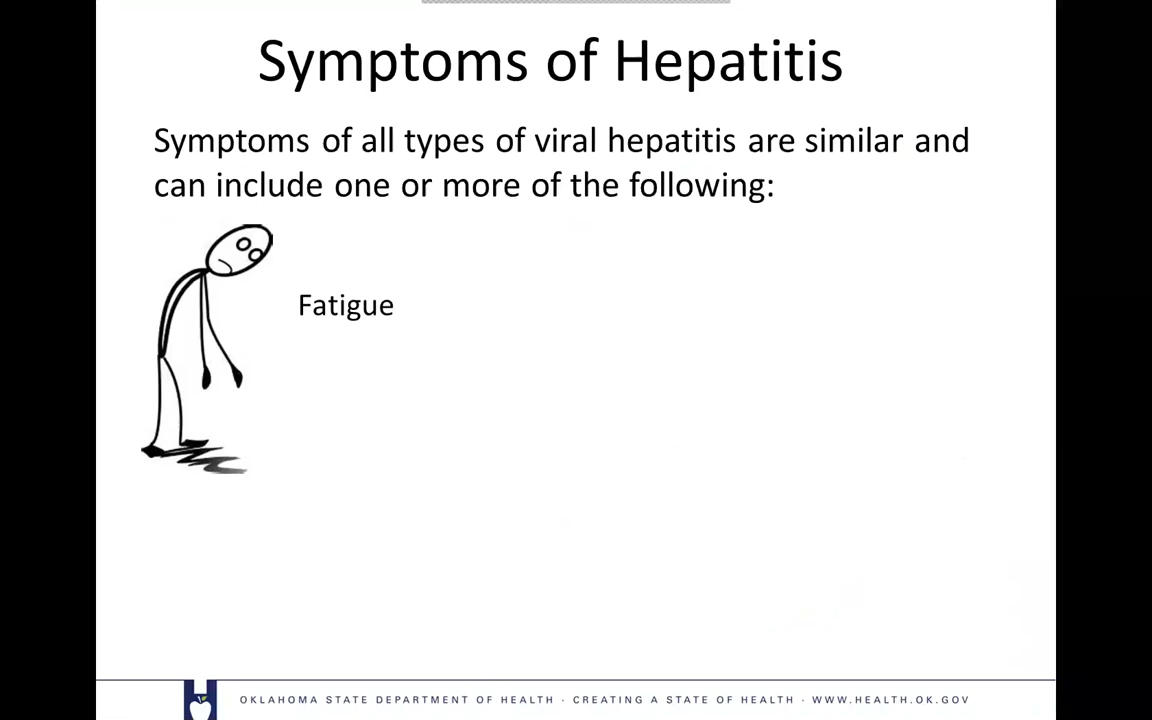 Symptoms of Hepatitis
Symptoms of all types of viral hepatitis are similar and
can include one or more of the following:
Fatigue
OKLAHOMA STATE DEPARTMENT OF HEALTH · CREATING A STATE OF HEALTH · WWW.HEALTH.OK.GOV